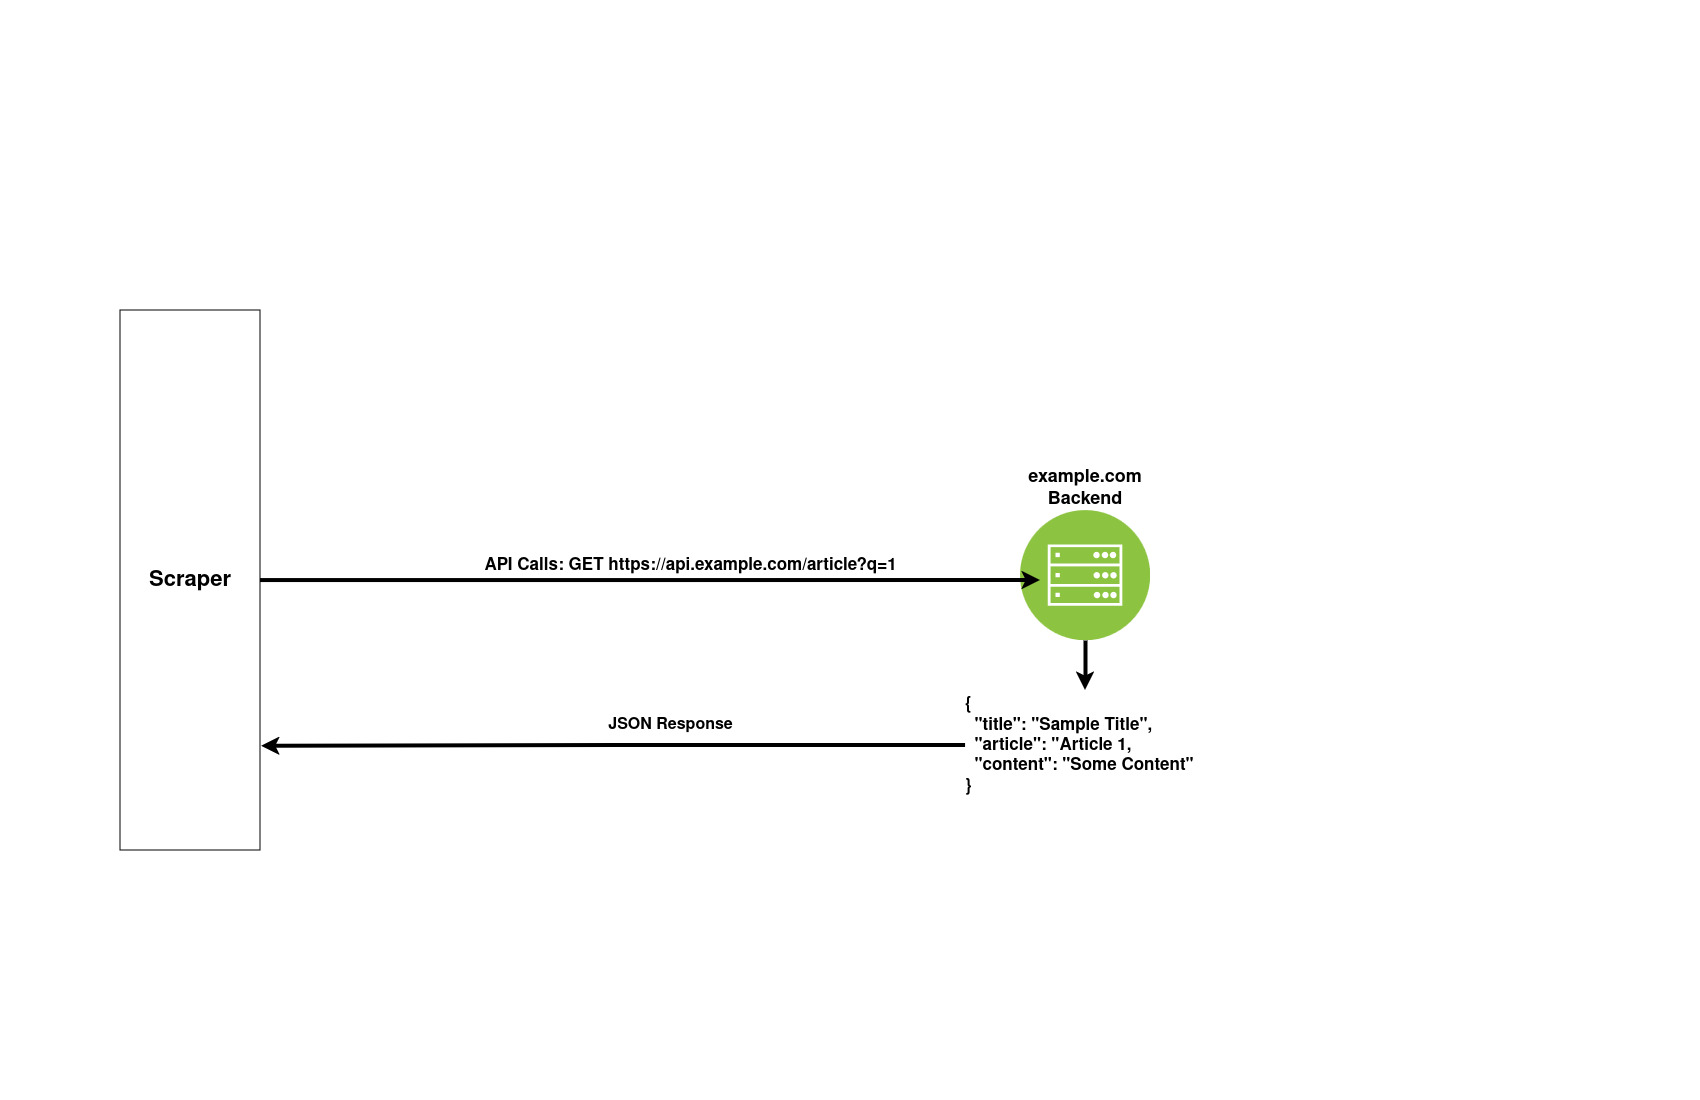 example.com
Backend
API Calls: GET https://api.example.com/article?q=1
Scraper
{
"title": "Sample Title",
JSON Response
"article": "Article 1,
"content": "Some Content"
}